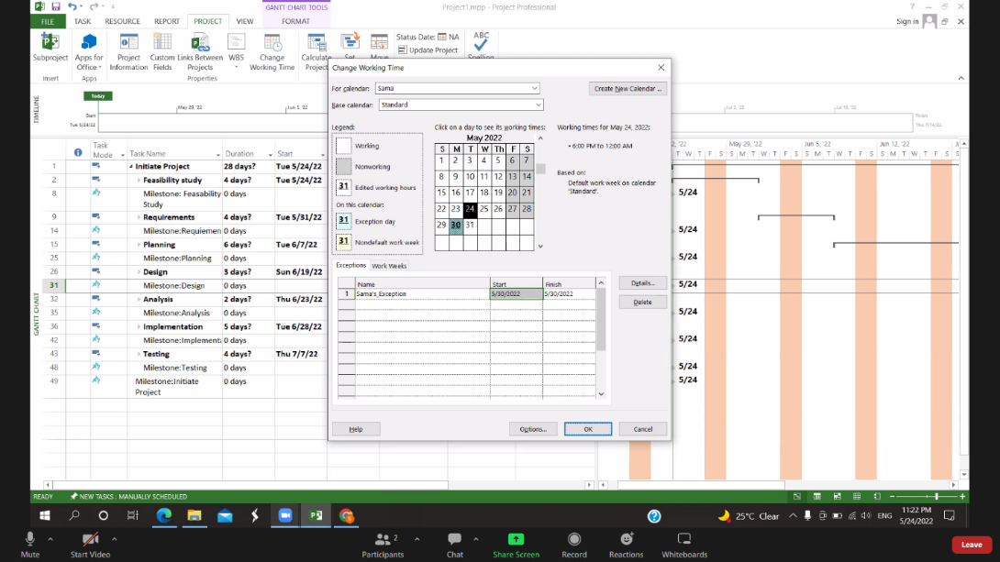 GANTT CHART TOOLS
Project1.mpp - Project Professional
FILE TASK RESOURCE REPORT PROJECT VIEW FORMAT
Sign in
Subproject
Apps for Office
Project Information
Custom Fields
Links Between Projects
WBS
Change Working Time
Calculate Project
Set
Move
Status Date: NA
Update Project
ABC
Spelling
Insert Apps Properties
TIMELINE
Today
Start
Tue 5/24/22
May 29, '22
Jun 5, '22
Jul 3, '22
Jul 10, '22
Finish
Thu 7/14/22
Task Mode Task Name Duration Start
1 Initiate Project 28 days? Tue 5/24/22
2 Feasibility study 4 days? Tue 5/24/22
8 Milestone: Feasability Study 0 days
9 Requirements 4 days? Tue 5/31/22
14 Milestone:Requiemen 0 days
15 Planning 6 days? Tue 6/7/22
25 Milestone:Planning 0 days
26 Design 3 days? Sun 6/19/22
31 Milestone:Design 0 days
32 Analysis 2 days? Thu 6/23/22
35 Milestone:Analysis 0 days
36 Implementation 5 days? Tue 6/28/22
42 Milestone:Implement 0 days
43 Testing 4 days? Thu 7/7/22
48 Milestone:Testing 0 days
49 Milestone:Initiate Project 0 days
GANTT CHART
Change Working Time
For calendar: Sama
Create New Calendar ...
Base calendar: Standard
Legend:
Working
Nonworking
31 Edited working hours
On this calendar:
31 Exception day
31 Nondefault work week
Click on a day to see its working times:
May 2022
S M T W Th F S
1 2 3 4 5 6 7
8 9 10 11 12 13 14
15 16 17 18 19 20 21
22 23 24 25 26 27 28
29 30 31
Working times for May 24, 2022:
• 6:00 PM to 12:00 AM
Based on:
Default work week on calendar
'Standard'.
Exceptions Work Weeks
Name Start Finish
1 Sama's_Exception 5/30/2022 5/30/2022
Details...
Delete
Help Options... OK Cancel
2, '22 May 29, '22 Jun 5, '22 Jun 12, '22
T W T F S S M T W T F S S M T W T F S S M T W T F S
5/24
5/24
5/24
5/24
5/24
5/24
5/24
5/24
READY NEW TASKS : MANUALLY SCHEDULED
25°C Clear
ENG
11:22 PM
5/24/2022
Mute
Start Video
2
Participants
Chat
Share Screen
Record
Reactions
Whiteboards
Leave